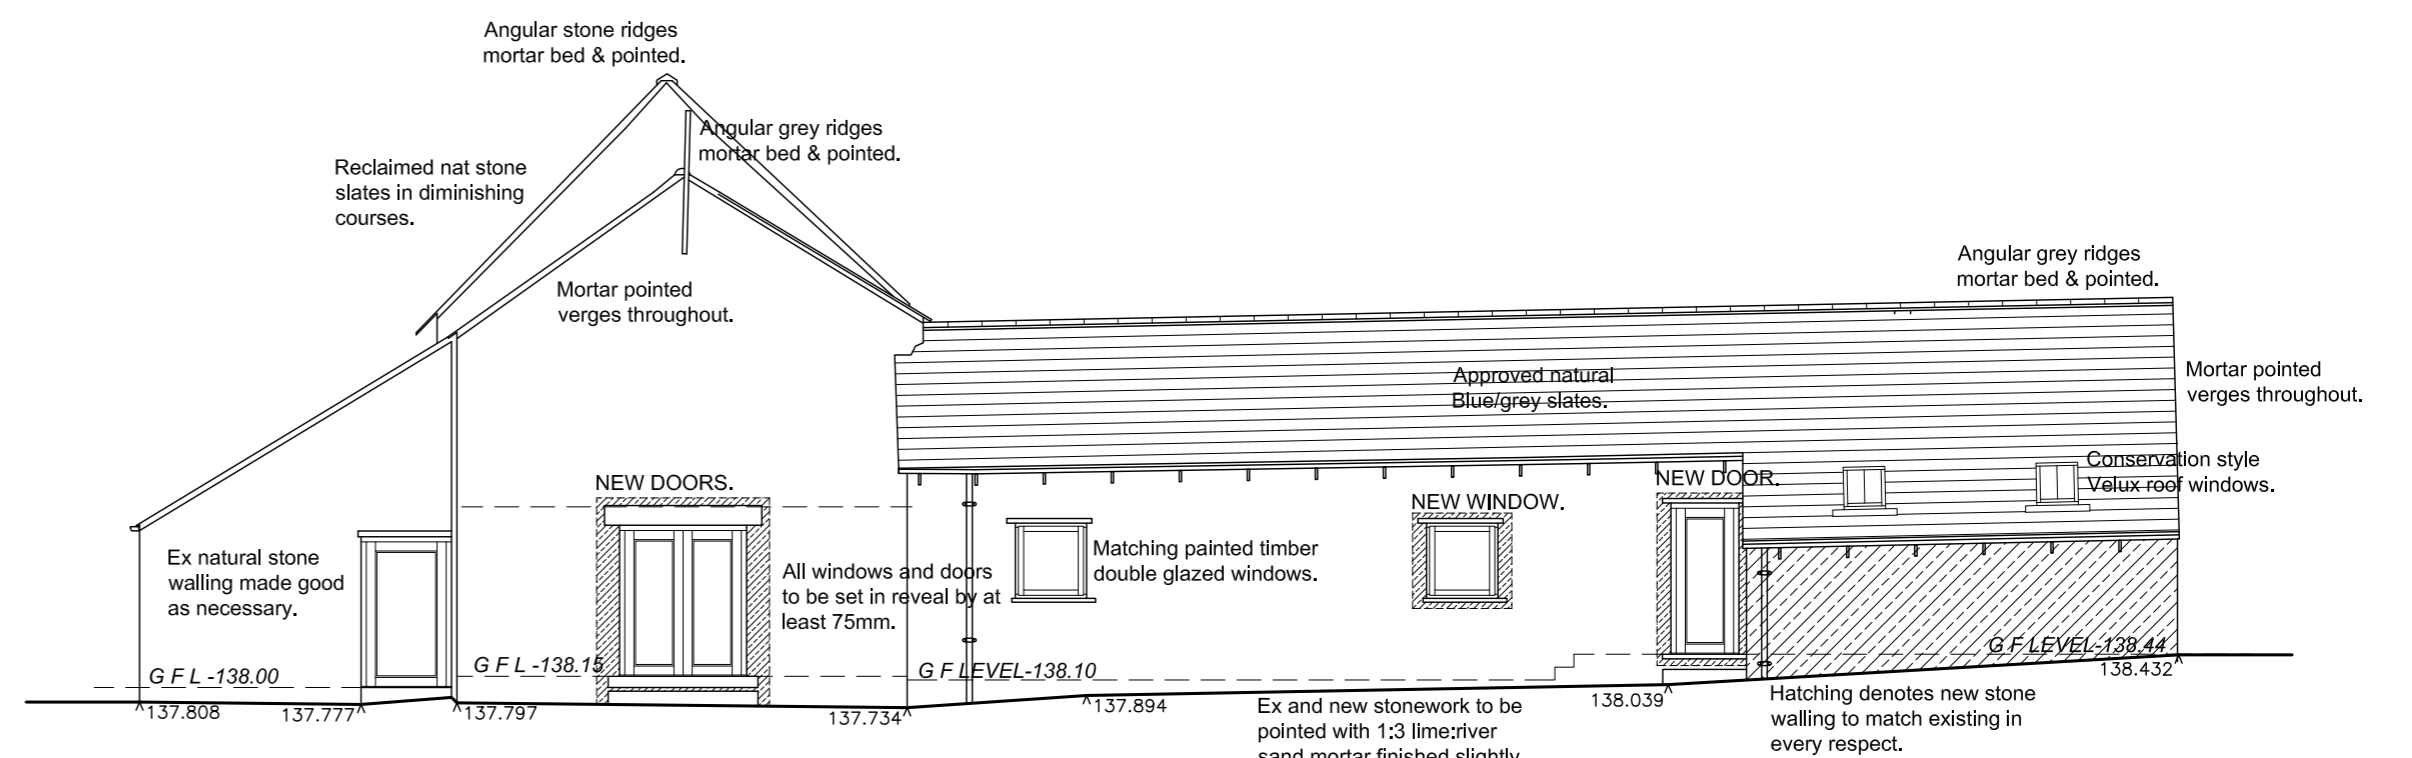 Angular stone ridges
mortar bed & pointed.
Angular grey ridges
mortar bed & pointed.
Reclaimed nat stone
slates in diminishing
courses.
Mortar pointed
verges throughout.
Angular grey ridges
mortar bed & pointed.
Approved natural
Blue/grey slates.
Mortar pointed
verges throughout.
Conservation style
Velux roof windows.
NEW DOORS.
NEW WINDOW.
NEW DOOR.
Ex natural stone
walling made good
as necessary.
All windows and doors
to be set in reveal by at
least 75mm.
Matching painted timber
double glazed windows.
G F L -138.00
G F L -138.15
G F LEVEL-138.10
G F LEVEL-138.44
137.808
137.777
137.797
137.734
137.894
138.039
138.432
Ex and new stonework to be
pointed with 1:3 lime:river
sand mortar finished slightly
Hatching denotes new stone
walling to match existing in
every respect.